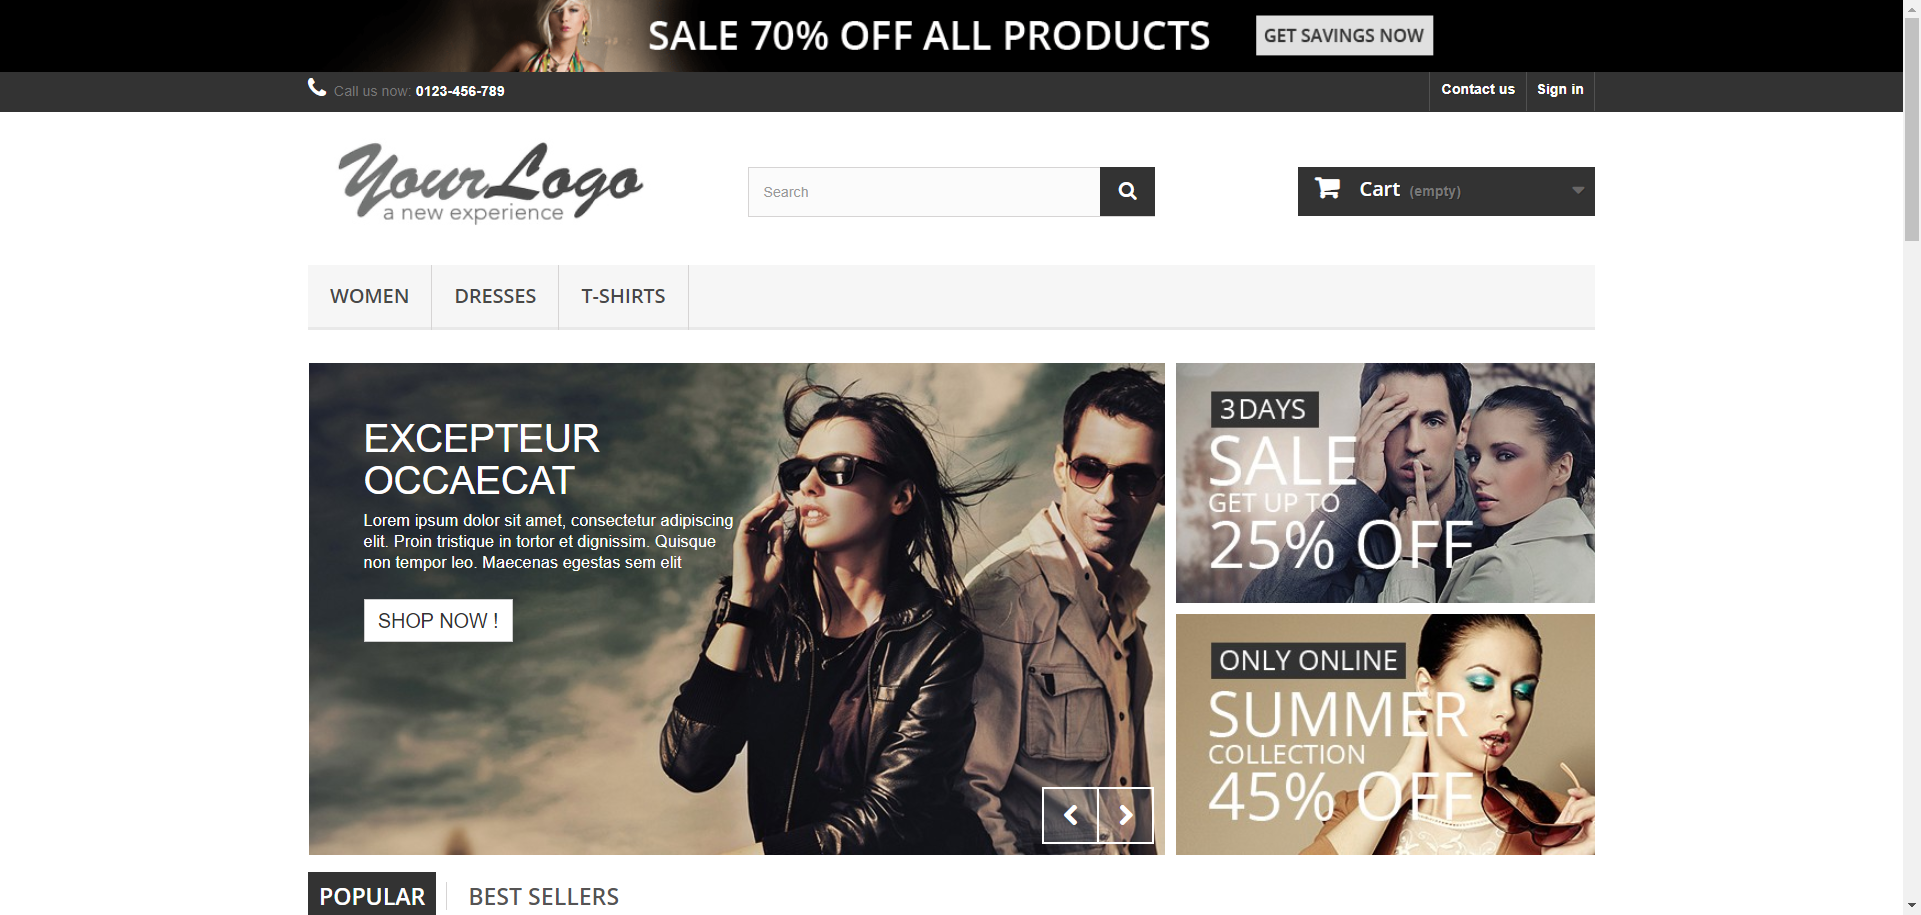 SALE 70% OFF ALL PRODUCTS
GET SAVINGS NOW
Call us now: 0123-456-789
Contact us
Sign in
YourLogo
a new experience
Search
Cart (empty)
WOMEN
DRESSES
T-SHIRTS
EXCEPTEUR
OCCAECAT
Lorem ipsum dolor sit amet, consectetur adipiscing
elit. Proin tristique in tortor et dignissim. Quisque
non tempor leo. Maecenas egestas sem elit
SHOP NOW !
3 DAYS
SALE
GET UP TO
25% OFF
ONLY ONLINE
SUMMER
COLLECTION
45% OFF
POPULAR
BEST SELLERS